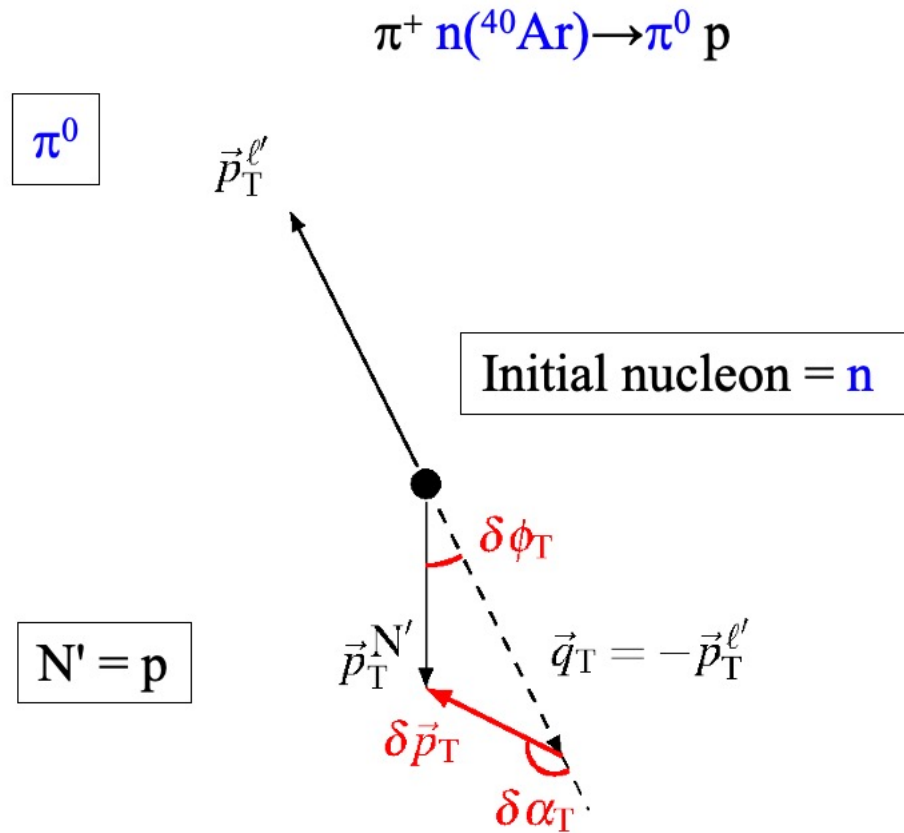 π⁺ n(⁴⁰Ar)→π⁰ p
π⁰
p⃗_T^ℓ′
Initial nucleon = n
δϕ_T
N' = p
p⃗_T^N′
q⃗_T = −p⃗_T^ℓ′
δp⃗_T
δα_T